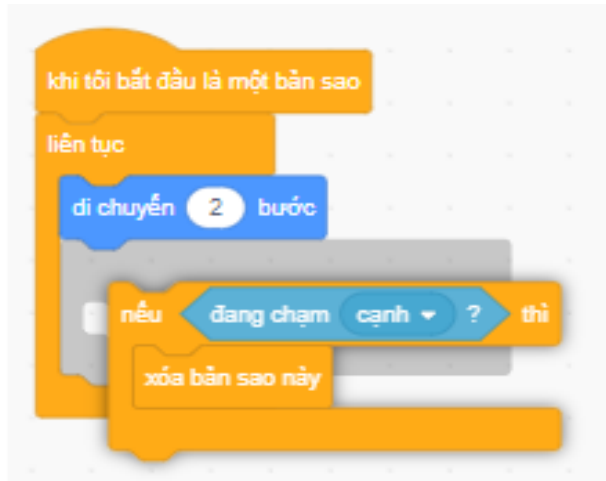 khi tôi bắt đầu là một bản sao
liên tục
di chuyển 2 bước
nếu đang chạm cạnh ? thì
xóa bản sao này